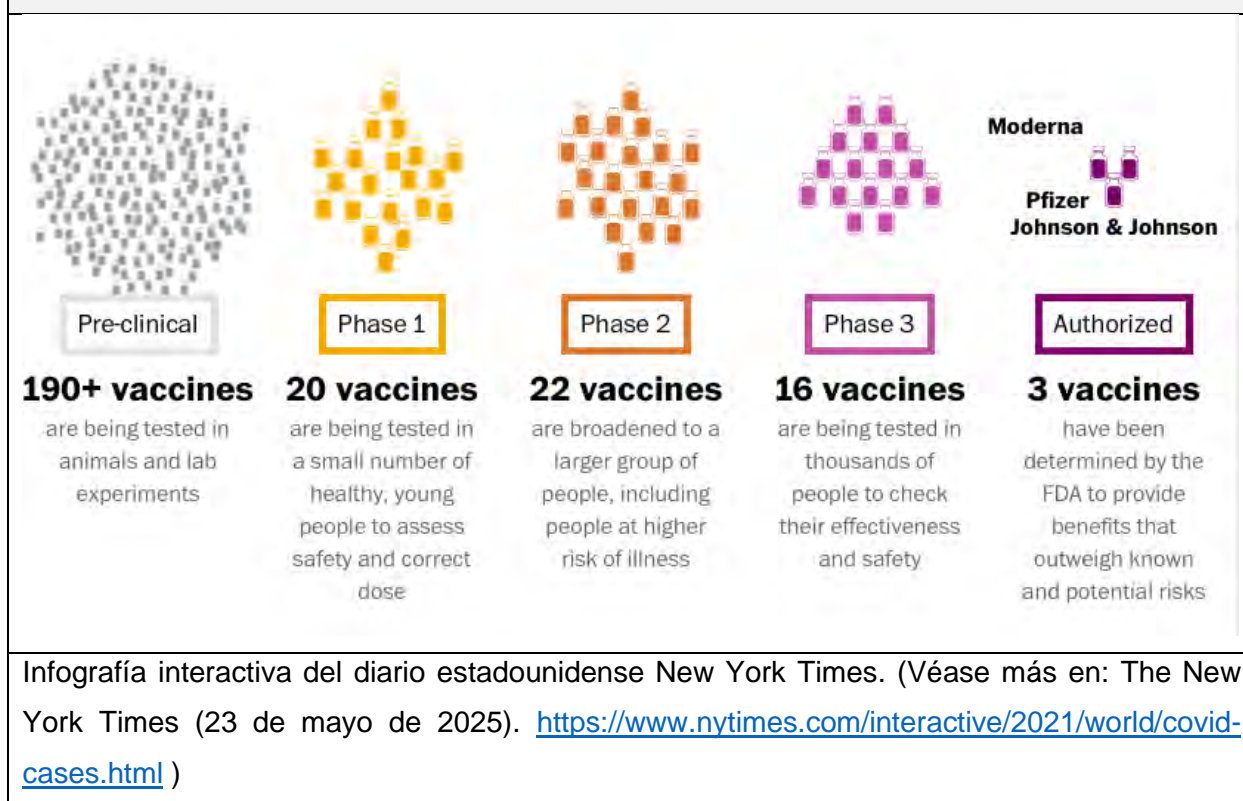 Moderna
Pfizer
Johnson & Johnson
Pre-clinical
190+ vaccines
are being tested in
animals and lab
experiments
Phase 1
20 vaccines
are being tested in
a small number of
healthy, young
people to assess
safety and correct
dose
Phase 2
22 vaccines
are broadened to a
larger group of
people, including
people at higher
risk of illness
Phase 3
16 vaccines
are being tested in
thousands of
people to check
their effectiveness
and safety
Authorized
3 vaccines
have been
determined by the
FDA to provide
benefits that
outweigh known
and potential risks
Infografía interactiva del diario estadounidense New York Times. (Véase más en: The New
York Times (23 de mayo de 2025). https://www.nytimes.com/interactive/2021/world/covid-
cases.html )